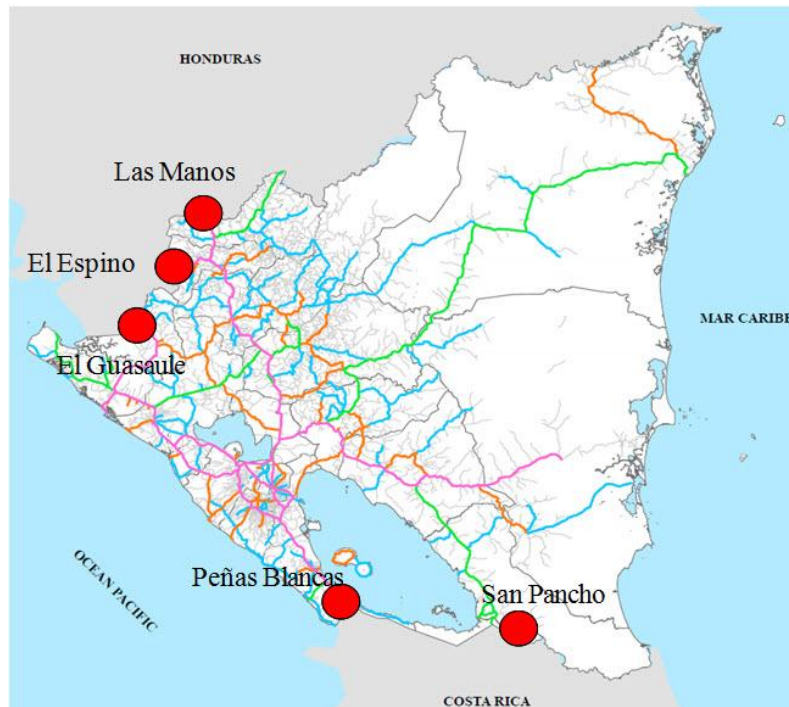 HONDURAS
Las Manos
El Espino
MAR CARIBE
El Guasaule
Peñas Blancas
San Pancho
OCEAN PACIFIC
COSTA RICA